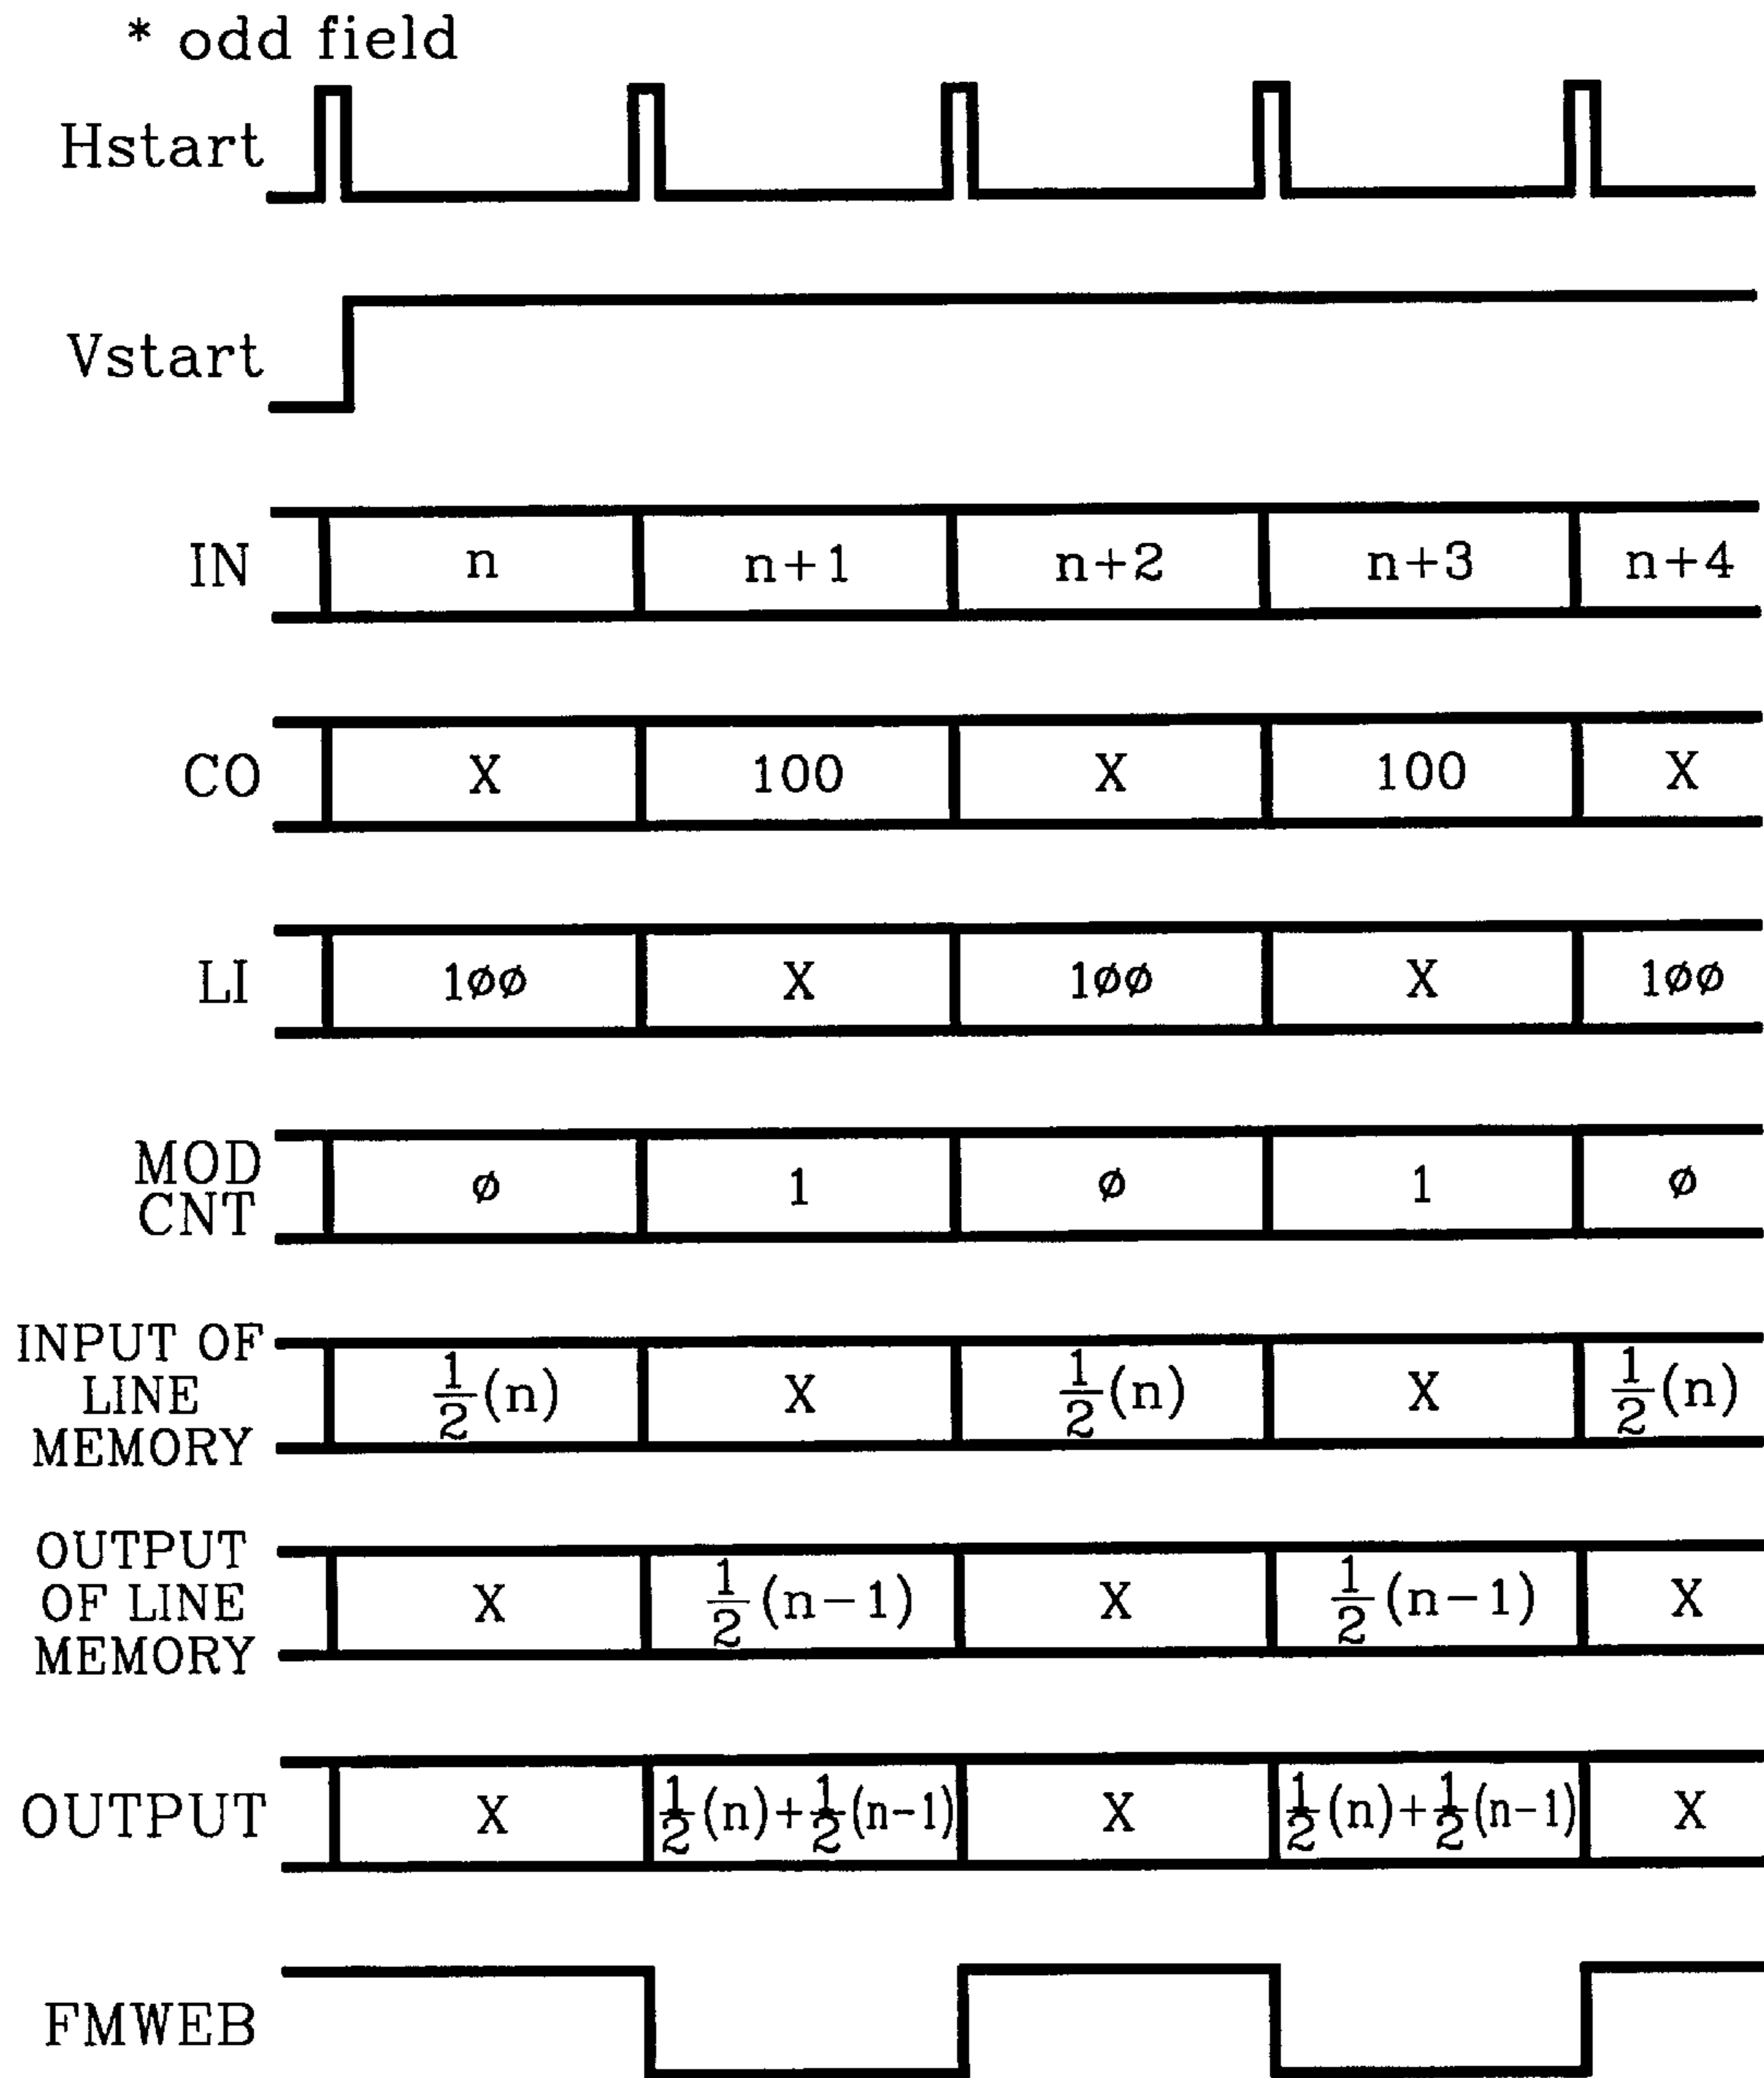 * odd field
Hstart
Vstart
IN n n+1 n+2 n+3 n+4
CO X 100 X 100 X
LI 1øø X 1øø X 1øø
MOD CNT ø 1 ø 1 ø
INPUT OF LINE MEMORY 1/2(n) X 1/2(n) X 1/2(n)
OUTPUT OF LINE MEMORY X 1/2(n-1) X 1/2(n-1) X
OUTPUT X 1/2(n)+1/2(n-1) X 1/2(n)+1/2(n-1) X
FMWEB